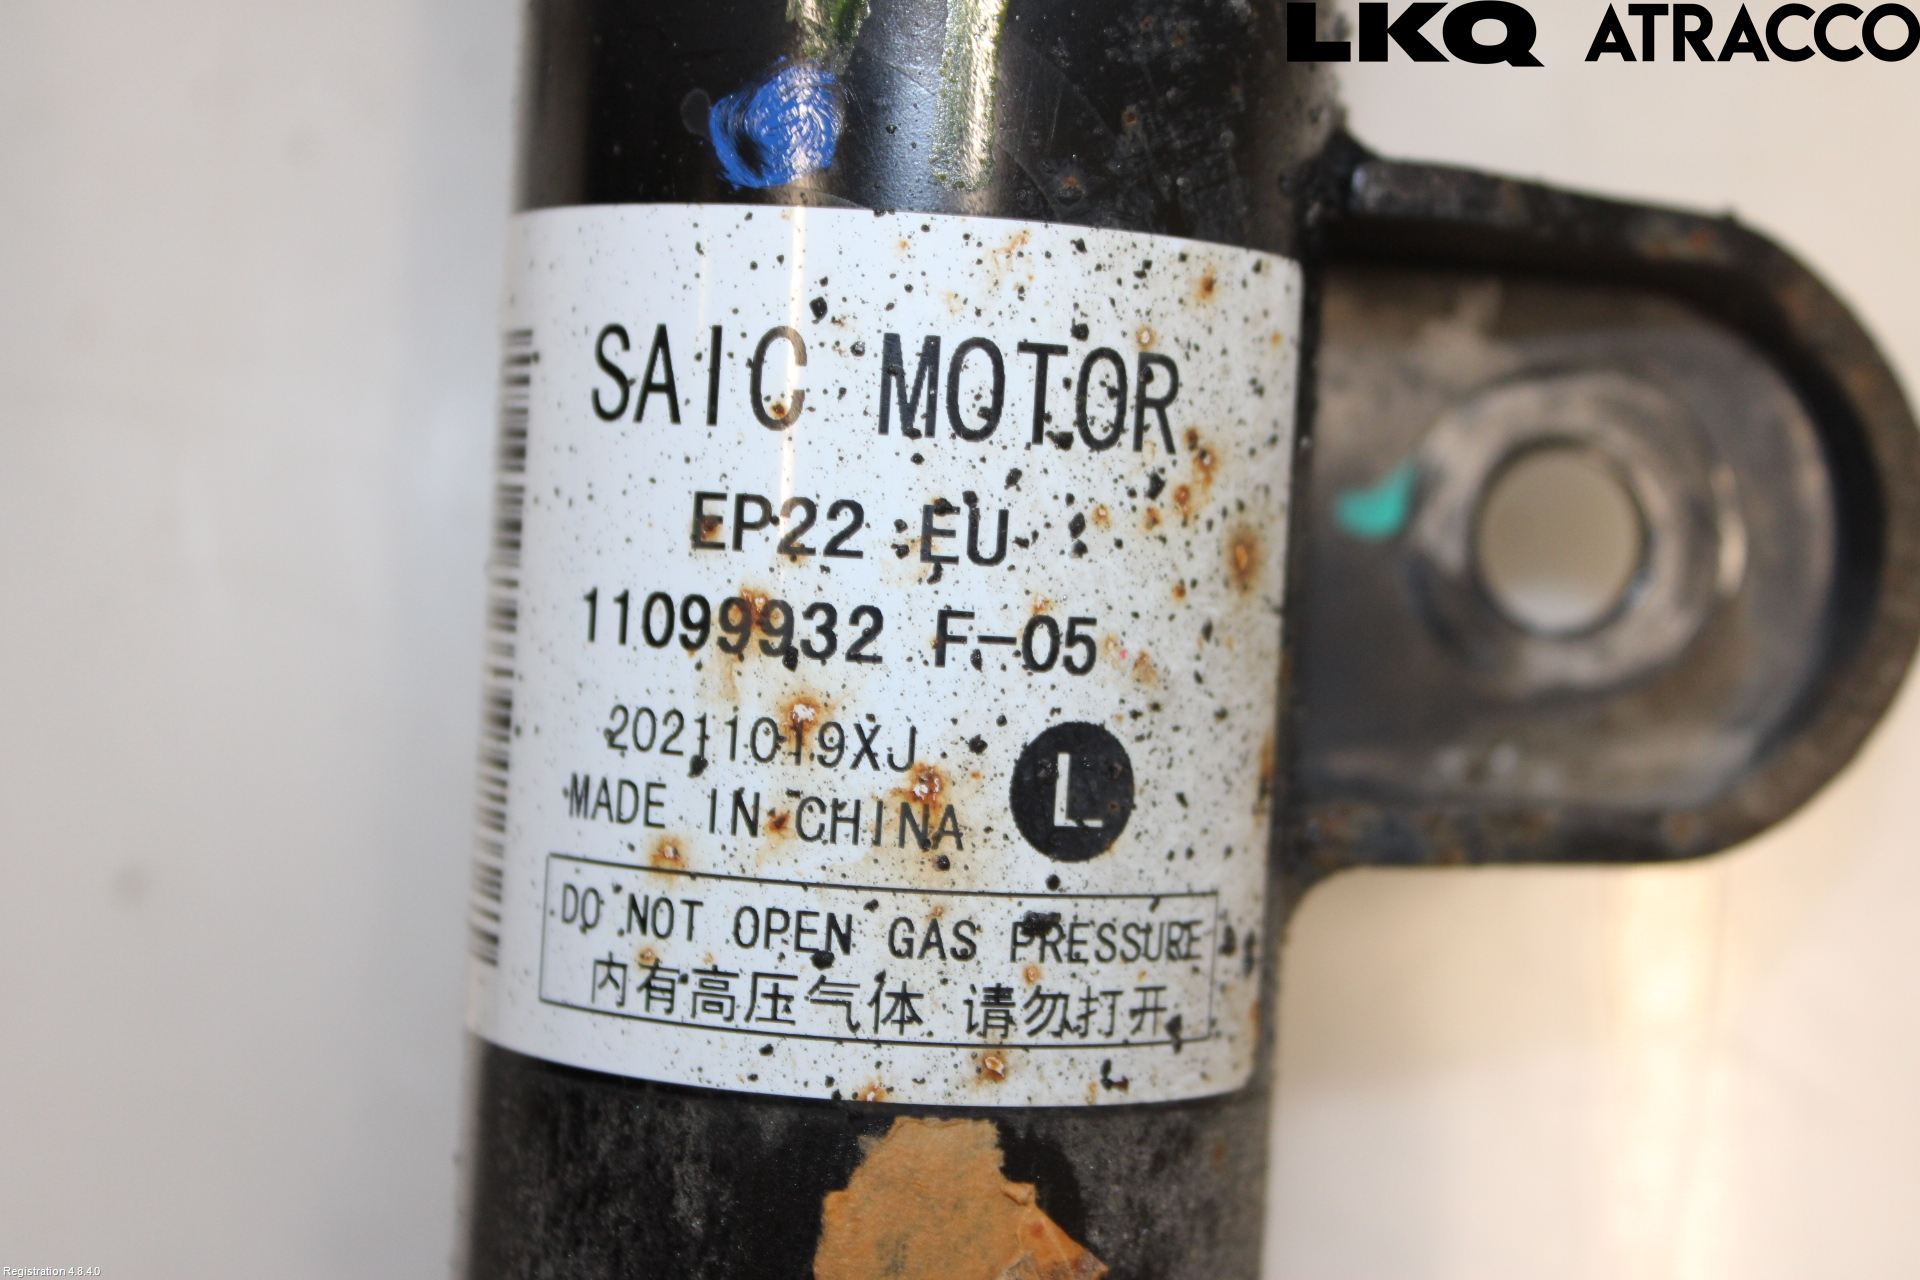 LKQ ATRACCO
SAIC MOTOR
EP22 EU
11099932 F-05
20211019XJ
MADE IN CHINA
L
DO NOT OPEN GAS PRESSURE
内有高压气体 请勿打开
Registration 4.8.4.0